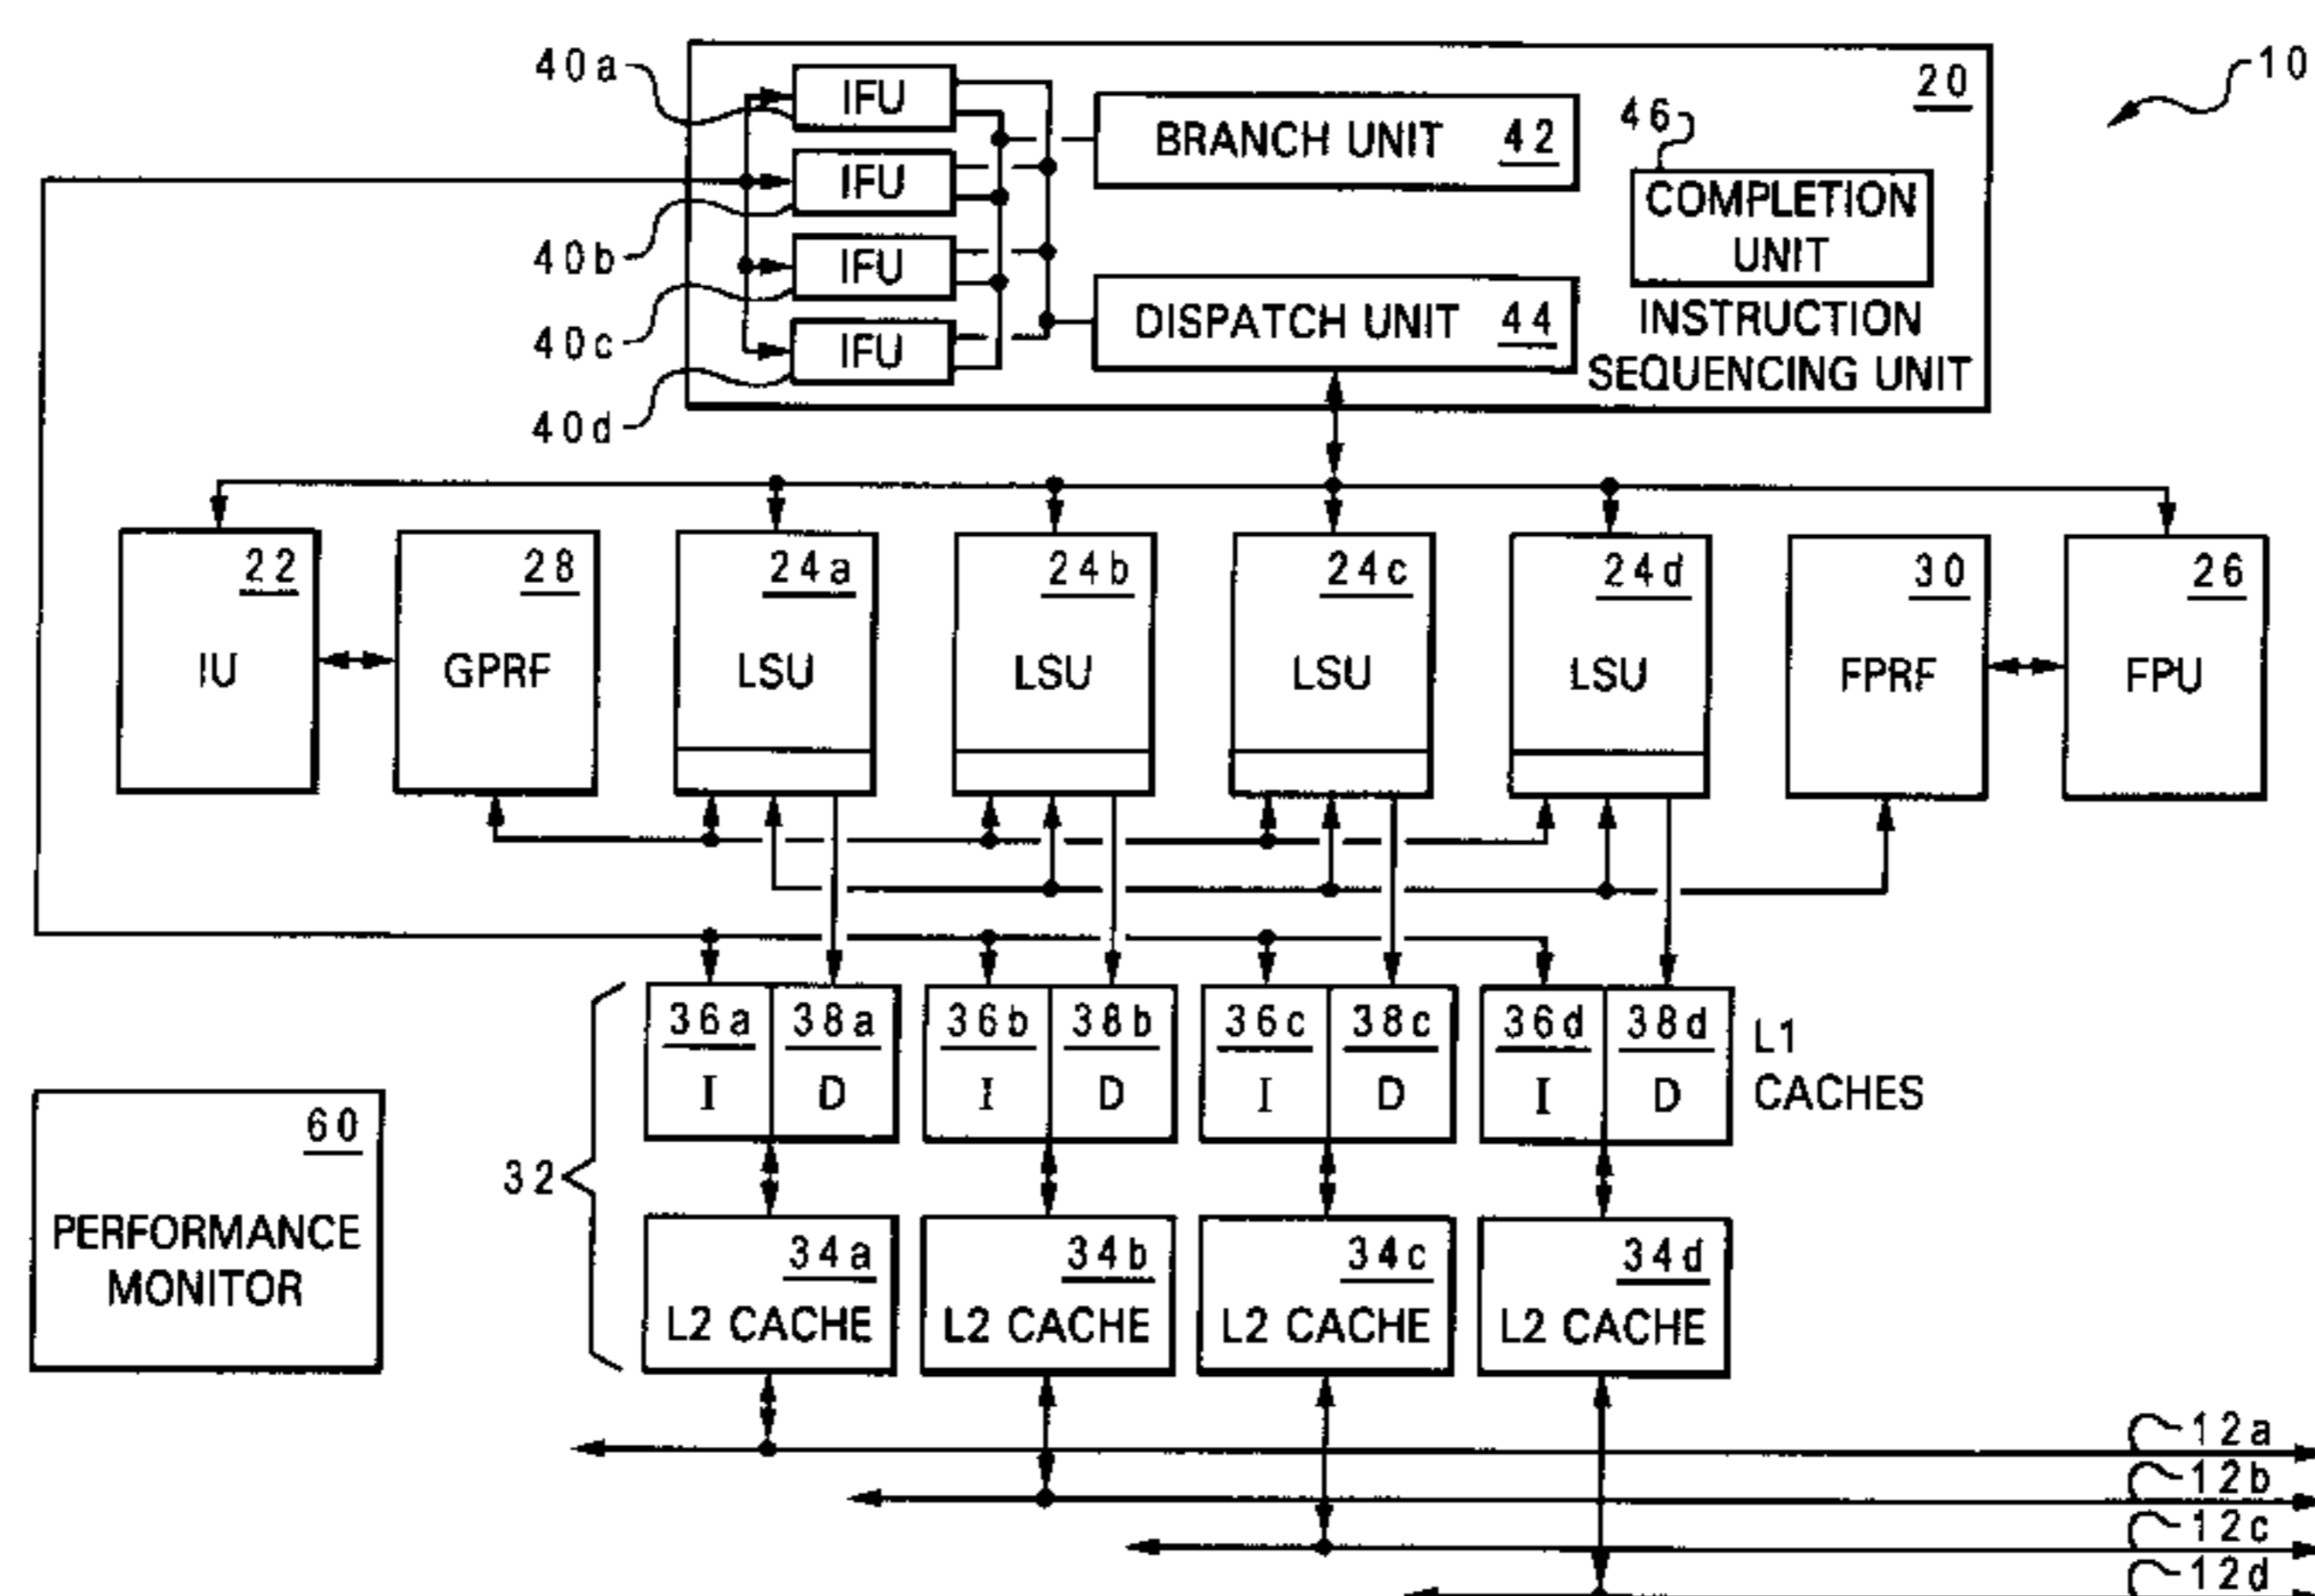 40a
IFU
20
10
BRANCH UNIT 42
46
40b
IFU
COMPLETION
UNIT
40c
IFU
DISPATCH UNIT 44
INSTRUCTION
SEQUENCING UNIT
40d
IFU
22
IU
28
GPRF
24a
LSU
24b
LSU
24c
LSU
24d
LSU
30
FPRF
26
FPU
36a
I
38a
D
36b
I
38b
D
36c
I
38c
D
36d
I
38d
D
L1
CACHES
60
PERFORMANCE
MONITOR
32
34a
L2 CACHE
34b
L2 CACHE
34c
L2 CACHE
34d
L2 CACHE
12a
12b
12c
12d